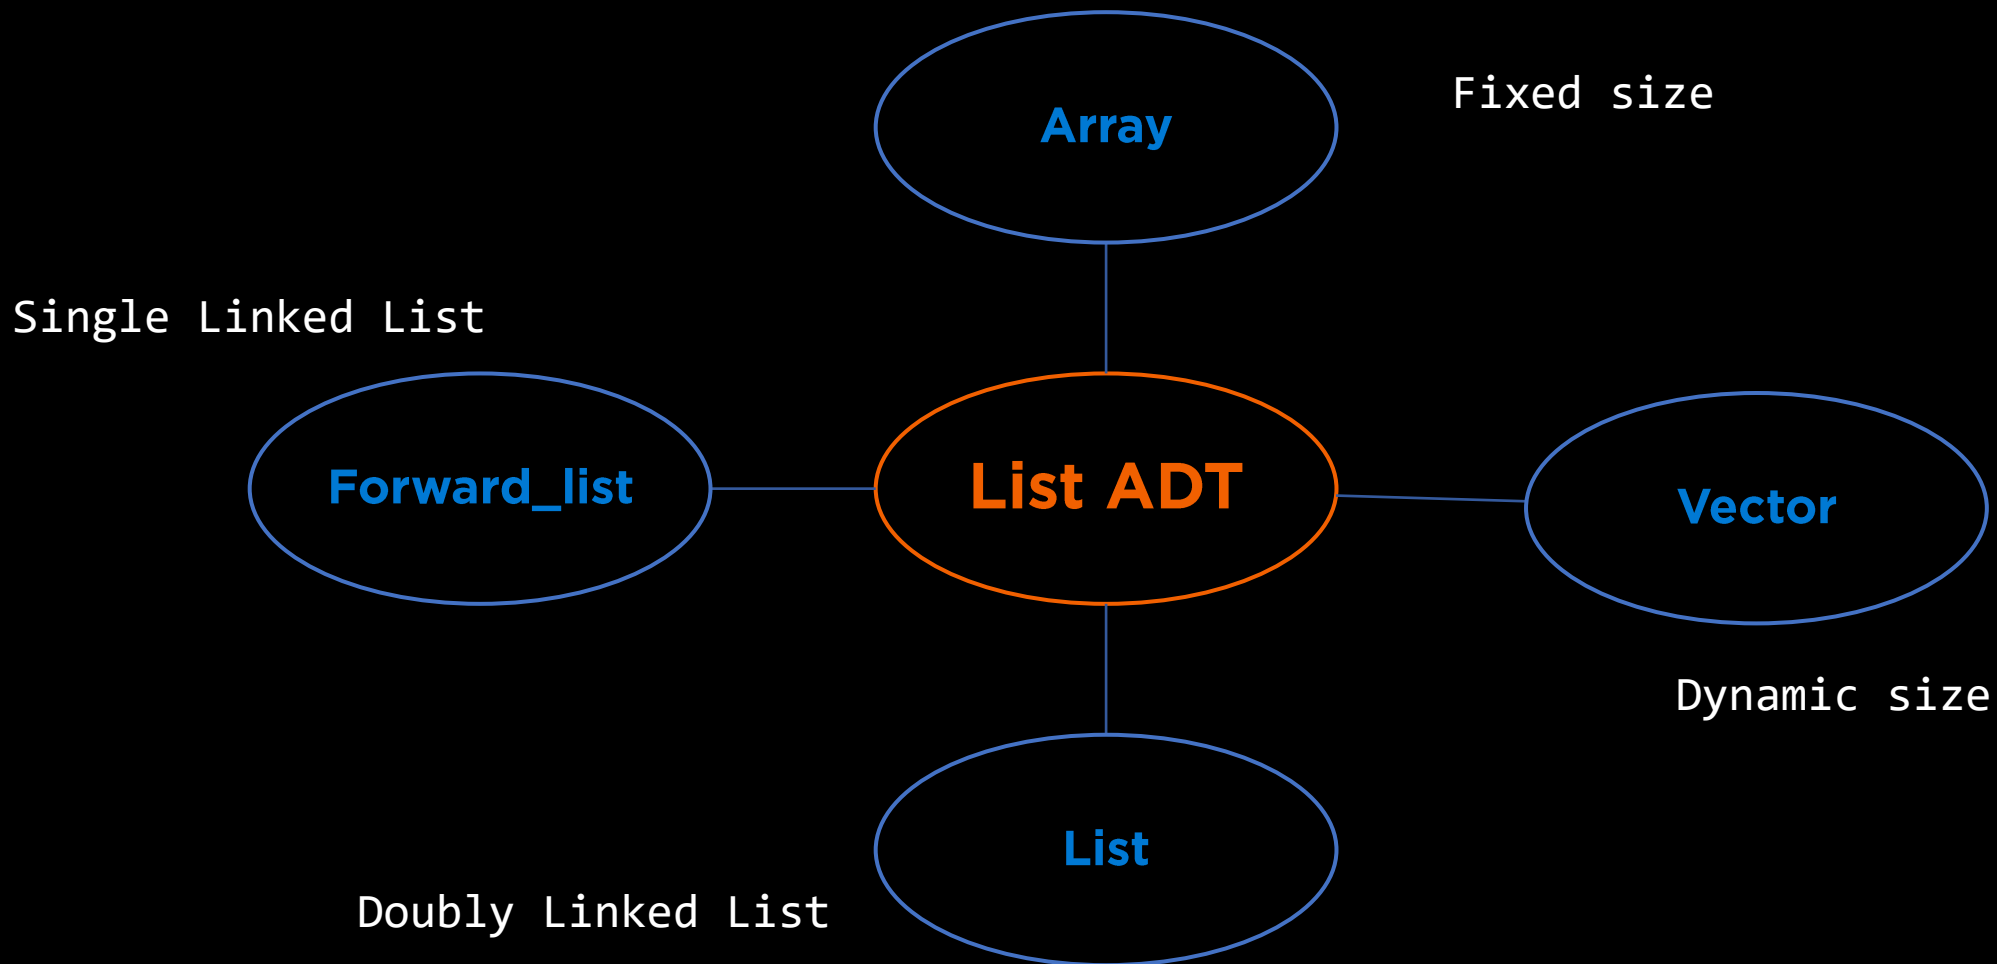 Array
Fixed size
Single Linked List
Forward_list
List ADT
Vector
Dynamic size
List
Doubly Linked List